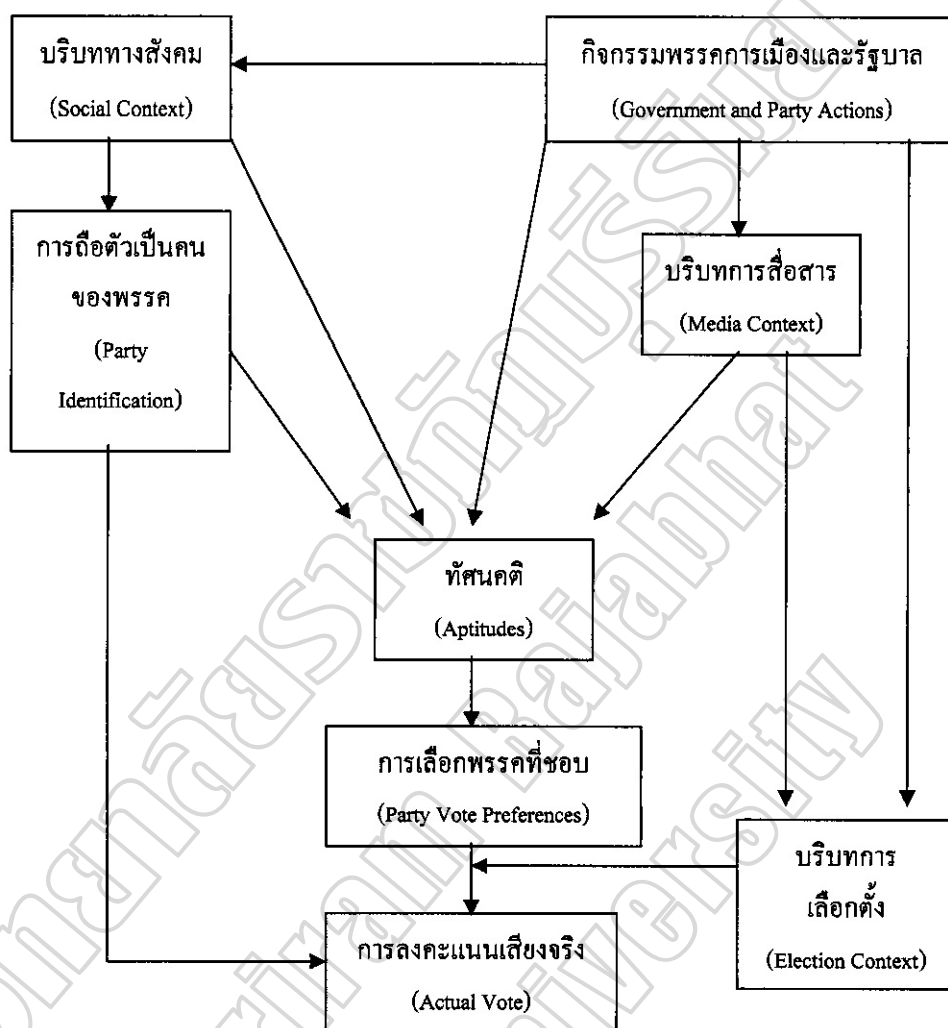 บริบททางสังคม
(Social Context)
กิจกรรมพรรคการเมืองและรัฐบาล
(Government and Party Actions)
การถือตัวเป็นคน
ของพรรค
(Party
Identification)
บริบทการสื่อสาร
(Media Context)
ทัศนคติ
(Aptitudes)
การเลือกพรรคที่ชอบ
(Party Vote Preferences)
บริบทการ
เลือกตั้ง
(Election Context)
การลงคะแนนเสียงจริง
(Actual Vote)